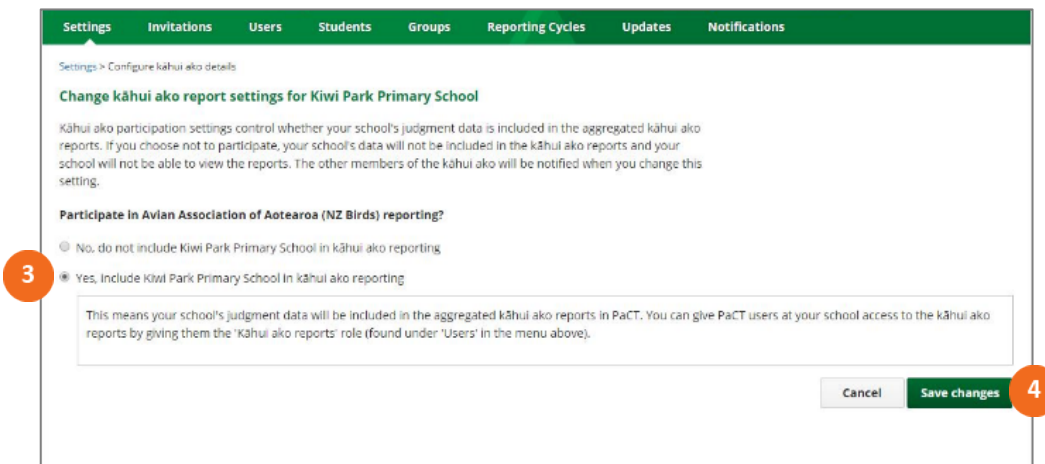 Settings Invitations Users Students Groups Reporting Cycles Updates Notifications
Settings > Configure kāhui ako details
Change kāhui ako report settings for Kiwi Park Primary School
Kāhui ako participation settings control whether your school's judgment data is included in the aggregated kāhui ako
reports. If you choose not to participate, your school's data will not be included in the kāhui ako reports and your
school will not be able to view the reports. The other members of the kāhui ako will be notified when you change this
setting.
Participate in Avian Association of Aotearoa (NZ Birds) reporting?
No, do not include Kiwi Park Primary School in kāhui ako reporting
3 Yes, include Kiwi Park Primary School in kāhui ako reporting
This means your school's judgment data will be included in the aggregated kāhui ako reports in PaCT. You can give PaCT users at your school access to the kāhui ako
reports by giving them the 'Kāhui ako reports' role (found under 'Users' in the menu above).
Cancel Save changes 4